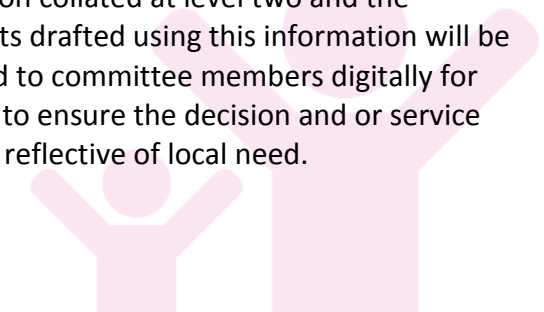 on collated at level two and the
ts drafted using this information will be
d to committee members digitally for
to ensure the decision and or service
reflective of local need.